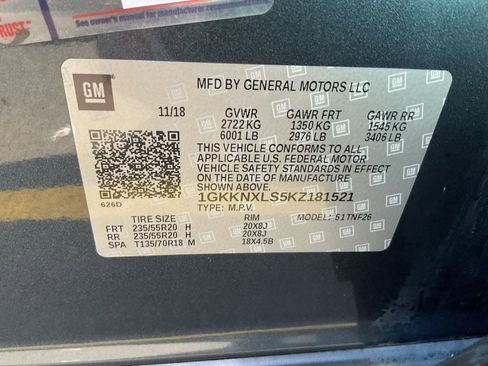 TRUST™
See owner's manual for more information.
GM
MFD BY GENERAL MOTORS LLC
11/18 GVWR GAWR FRT GAWR RR
2722 KG 1350 KG 1545 KG
6001 LB 2976 LB 3406 LB
THIS VEHICLE CONFORMS TO ALL
APPLICABLE U.S. FEDERAL MOTOR
VEHICLE SAFETY STANDARDS IN EFFECT
ON THE DATE OF MANUFACTURE
1GKKNXLS5KZ181521
626D TYPE: M.P.V. MODEL: 51TNF26
TIRE SIZE RIM
FRT 235/55R20 H 20X8J
RR 235/55R20 H 20X8J
SPA T135/70R18 M 18X4.5B